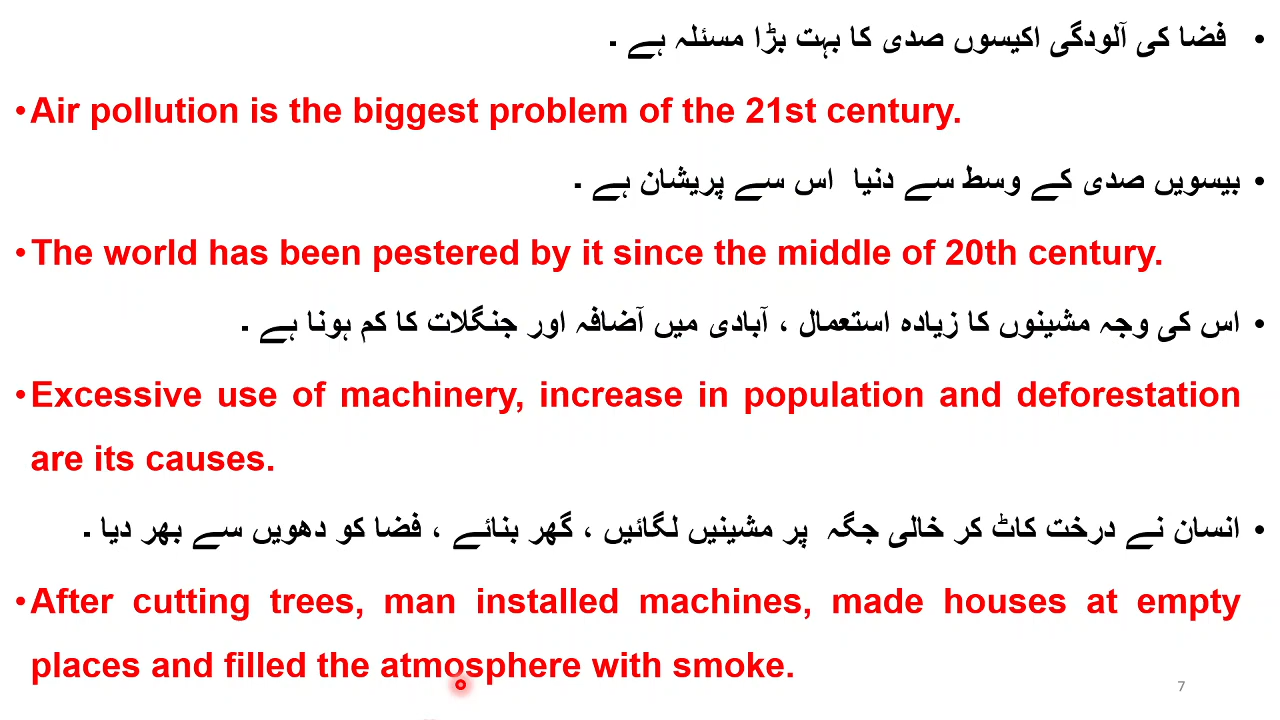 • فضا کی آلودگی اکیسوں صدی کا بہت بڑا مسئلہ ہے ۔
•Air pollution is the biggest problem of the 21st century.
• بیسویں صدی کے وسط سے دنیا اس سے پریشان ہے ۔
•The world has been pestered by it since the middle of 20th century.
• اس کی وجہ مشینوں کا زیادہ استعمال ، آبادی میں آضافہ اور جنگلات کا کم ہونا ہے ۔
•Excessive use of machinery, increase in population and deforestation
are its causes.
• انسان نے درخت کاٹ کر خالی جگہ پر مشینیں لگائیں ، گھر بنائے ، فضا کو دھویں سے بھر دیا ۔
•After cutting trees, man installed machines, made houses at empty
places and filled the atmosphere with smoke.
7